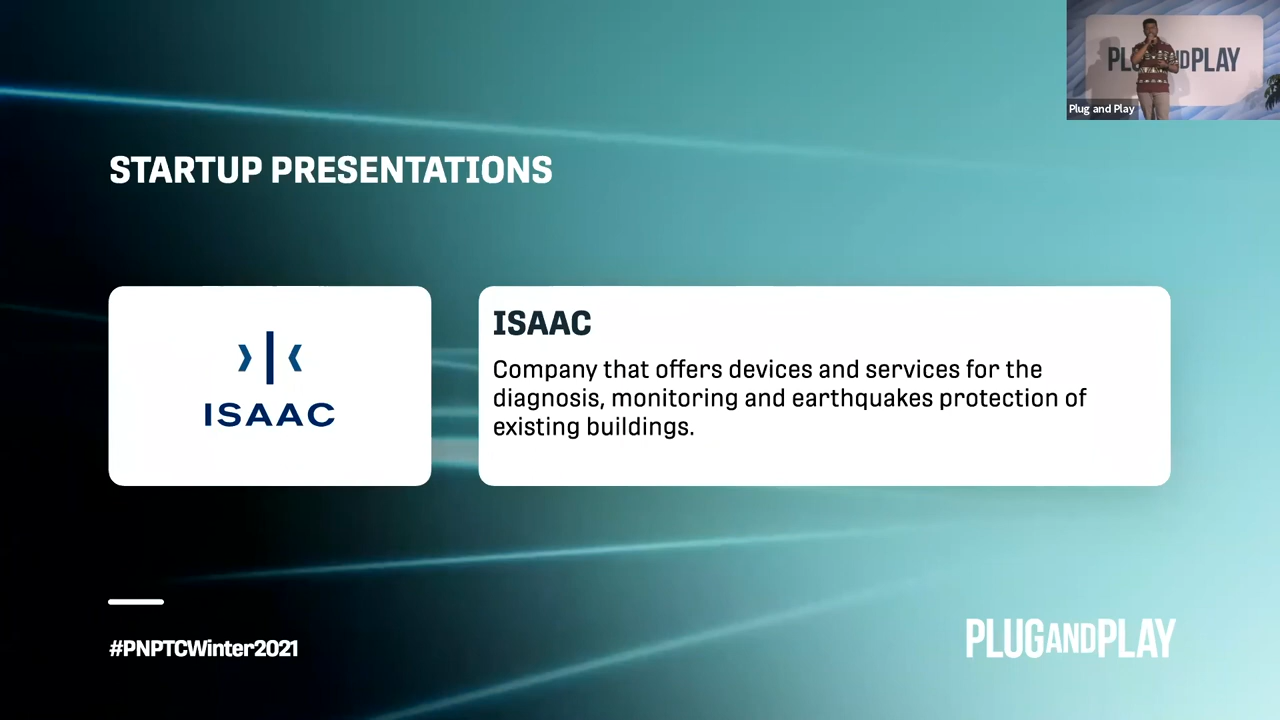 PLUGANDPLAY
Plug and Play
STARTUP PRESENTATIONS
ISAAC
ISAAC
Company that offers devices and services for the
diagnosis, monitoring and earthquakes protection of
existing buildings.
#PNPTCWinter2021
PLUGANDPLAY